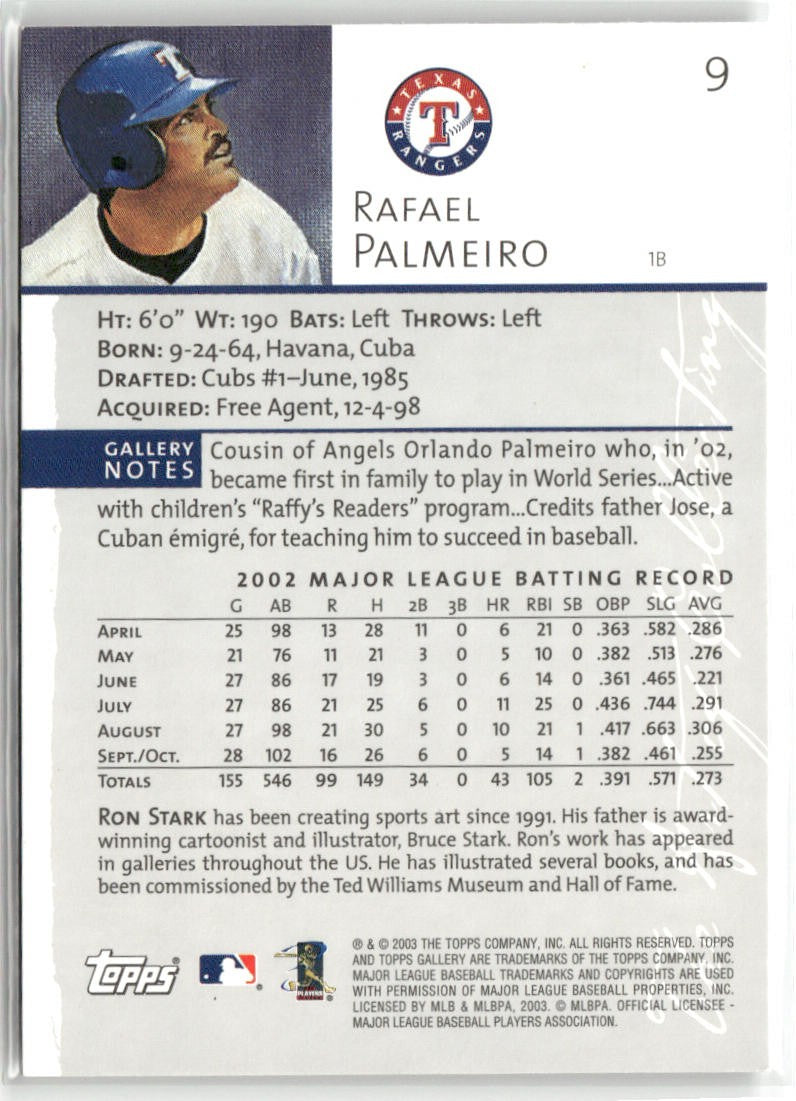 9
T
TEXAS
T
RANGERS
RAFAEL
PALMEIRO
1B
HT: 6'0" WT: 190 BATS: Left THROWS: Left
BORN: 9-24-64, Havana, Cuba
DRAFTED: Cubs #1–June, 1985
ACQUIRED: Free Agent, 12-4-98
GALLERY
NOTES
Cousin of Angels Orlando Palmeiro who, in '02,
became first in family to play in World Series...Active
with children's "Raffy's Readers" program...Credits father Jose, a
Cuban émigré, for teaching him to succeed in baseball.
2002 MAJOR LEAGUE BATTING RECORD
G AB R H 2B 3B HR RBI SB OBP SLG AVG
APRIL 25 98 13 28 11 0 6 21 0 .363 .582 .286
MAY 21 76 11 21 3 0 5 10 0 .382 .513 .276
JUNE 27 86 17 19 3 0 6 14 0 .361 .465 .221
JULY 27 86 21 25 6 0 11 25 0 .436 .744 .291
AUGUST 27 98 21 30 5 0 10 21 1 .417 .663 .306
SEPT./OCT. 28 102 16 26 6 0 5 14 1 .382 .461 .255
TOTALS 155 546 99 149 34 0 43 105 2 .391 .571 .273
RON STARK has been creating sports art since 1991. His father is award-
winning cartoonist and illustrator, Bruce Stark. Ron's work has appeared
in galleries throughout the US. He has illustrated several books, and has
been commissioned by the Ted Williams Museum and Hall of Fame.
Topps®
®
PLAYERS
® & © 2003 THE TOPPS COMPANY, INC. ALL RIGHTS RESERVED. TOPPS
AND TOPPS GALLERY ARE TRADEMARKS OF THE TOPPS COMPANY, INC.
MAJOR LEAGUE BASEBALL TRADEMARKS AND COPYRIGHTS ARE USED
WITH PERMISSION OF MAJOR LEAGUE BASEBALL PROPERTIES, INC.
LICENSED BY MLB & MLBPA, 2003. © MLBPA. OFFICIAL LICENSEE -
MAJOR LEAGUE BASEBALL PLAYERS ASSOCIATION.